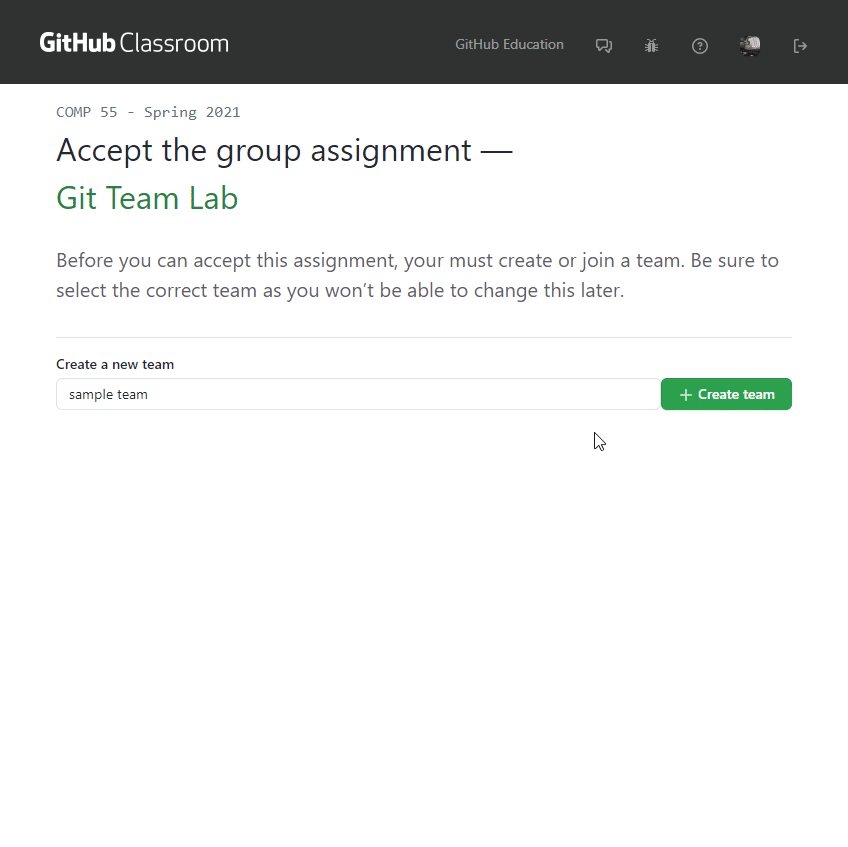 GitHub Classroom
GitHub Education
COMP 55 - Spring 2021
Accept the group assignment —
Git Team Lab
Before you can accept this assignment, your must create or join a team. Be sure to
select the correct team as you won’t be able to change this later.
Create a new team
sample team
+ Create team